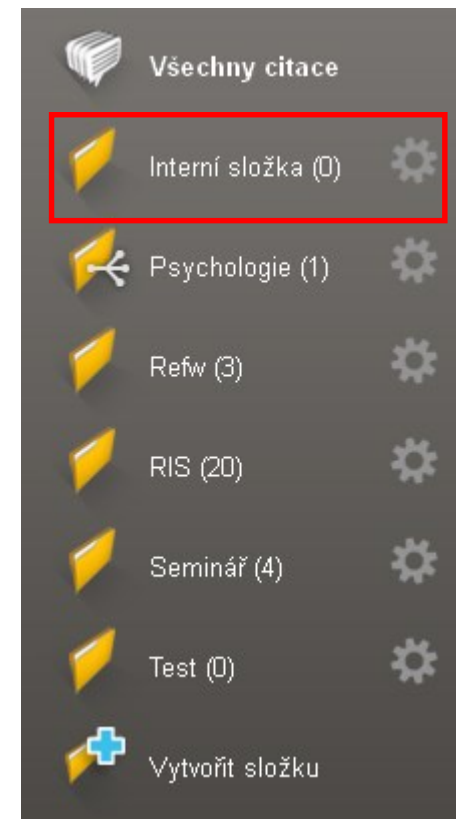 Všechny citace
Interní složka (0)
Psychologie (1)
Refw (3)
RIS (20)
Seminář (4)
Test (0)
Vytvořit složku